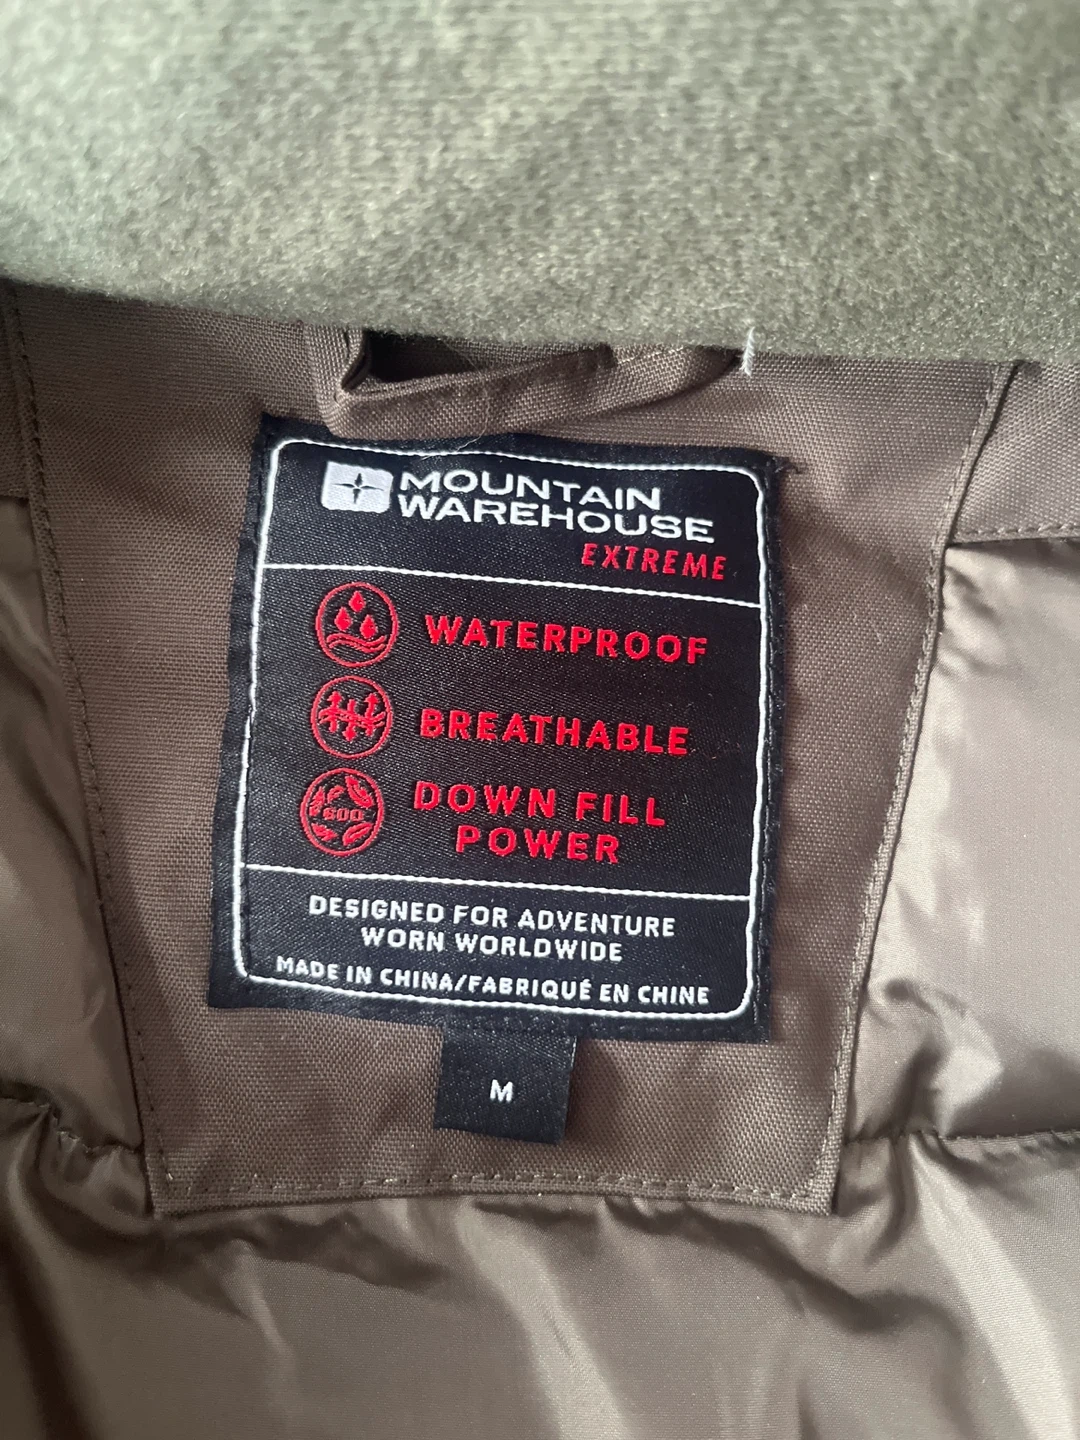 MOUNTAIN
WAREHOUSE
EXTREME
WATERPROOF
BREATHABLE
600
DOWN FILL
POWER
DESIGNED FOR ADVENTURE
WORN WORLDWIDE
MADE IN CHINA/FABRIQUÉ EN CHINE
M